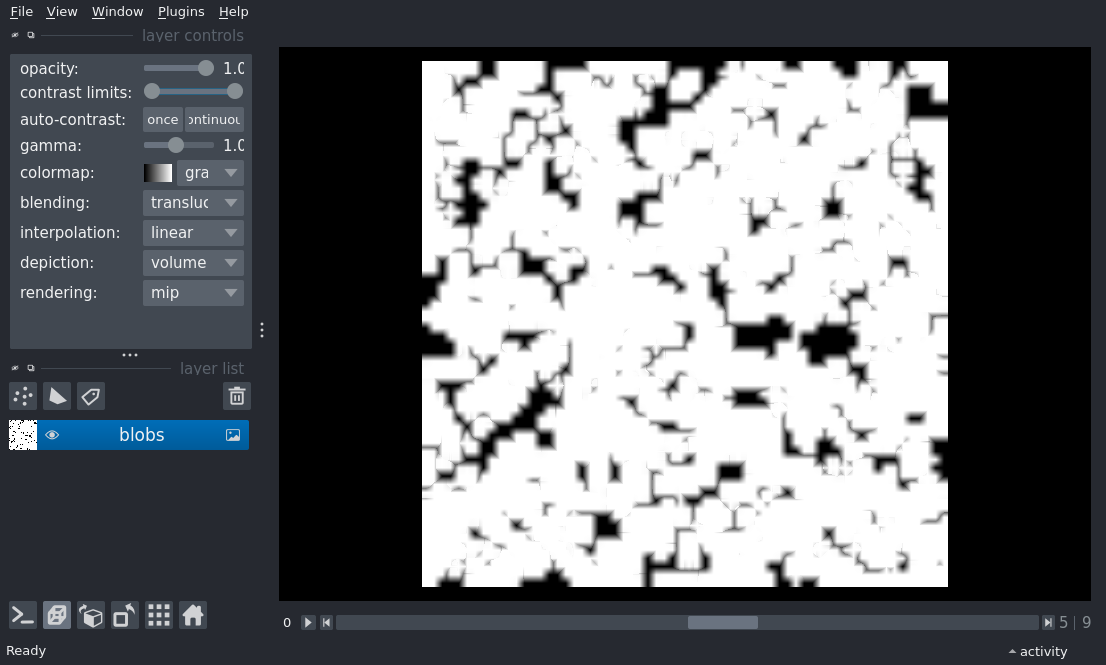 File View Window Plugins Help
layer controls
opacity: 1.0
contrast limits:
auto-contrast: once ontinuou
gamma: 1.0
colormap: gra
blending: transluc
interpolation: linear
depiction: volume
rendering: mip
layer list
blobs
0 5 | 9
Ready activity